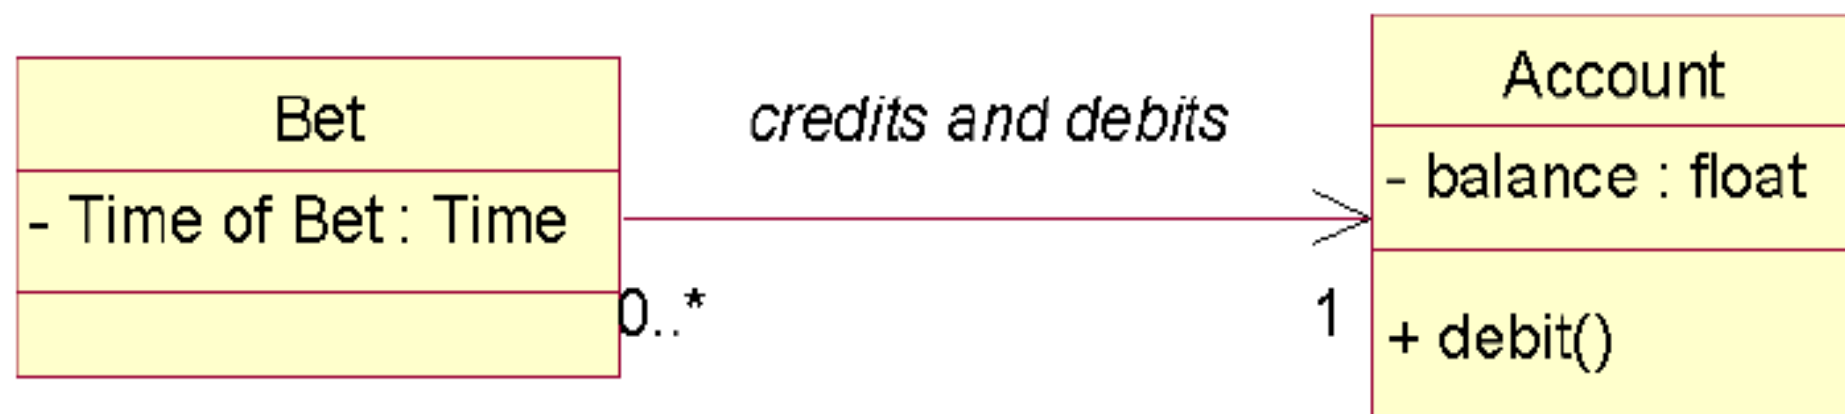 Bet
- Time of Bet : Time
credits and debits
0..*
1
Account
- balance : float
+ debit()